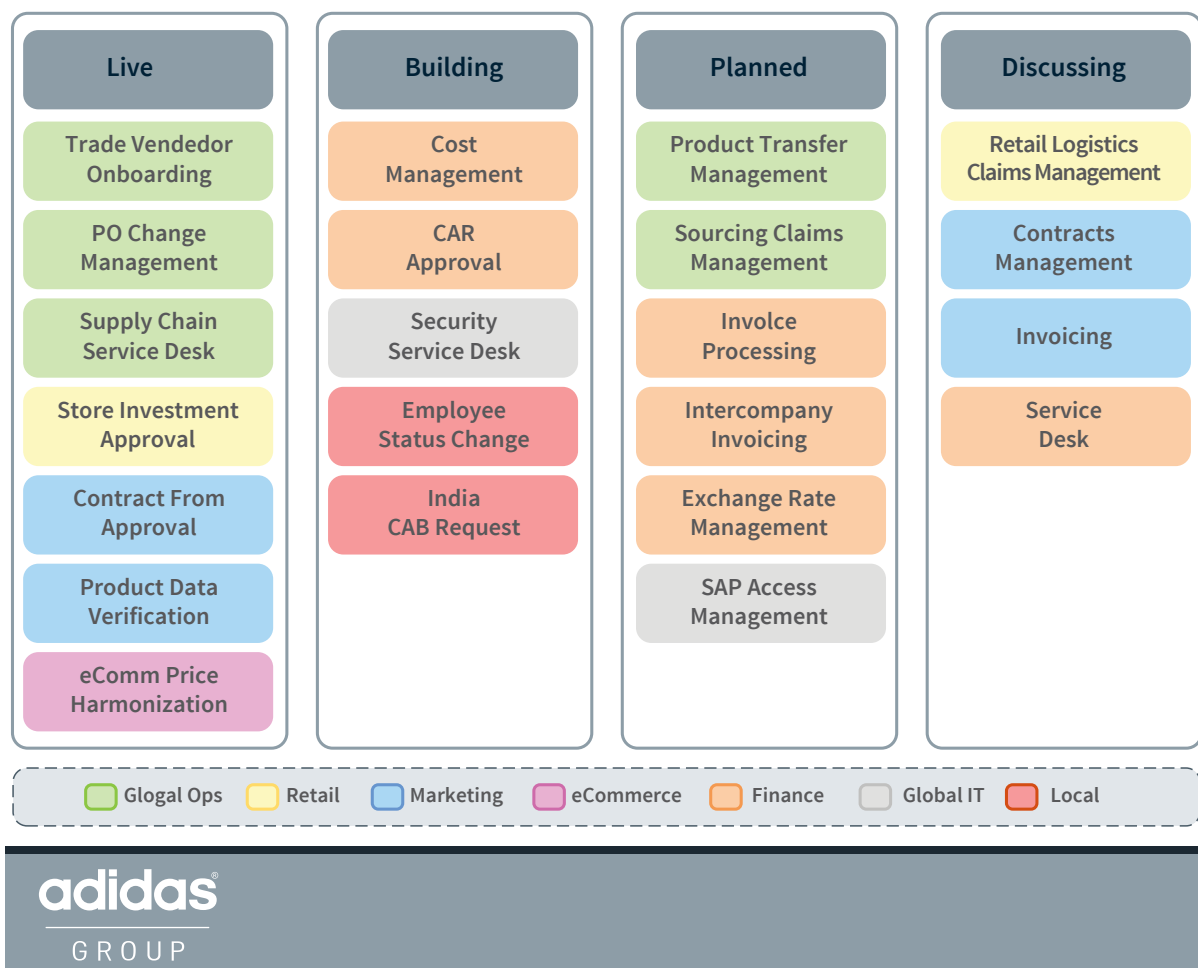 Live
Trade Vendedor
Onboarding
PO Change
Management
Supply Chain
Service Desk
Store Investment
Approval
Contract From
Approval
Product Data
Verification
eComm Price
Harmonization
Building
Cost
Management
CAR
Approval
Security
Service Desk
Employee
Status Change
India
CAB Request
Planned
Product Transfer
Management
Sourcing Claims
Management
Involce
Processing
Intercompany
Invoicing
Exchange Rate
Management
SAP Access
Management
Discussing
Retail Logistics
Claims Management
Contracts
Management
Invoicing
Service
Desk
Glogal Ops Retail Marketing eCommerce Finance Global IT Local
adidas®
GROUP